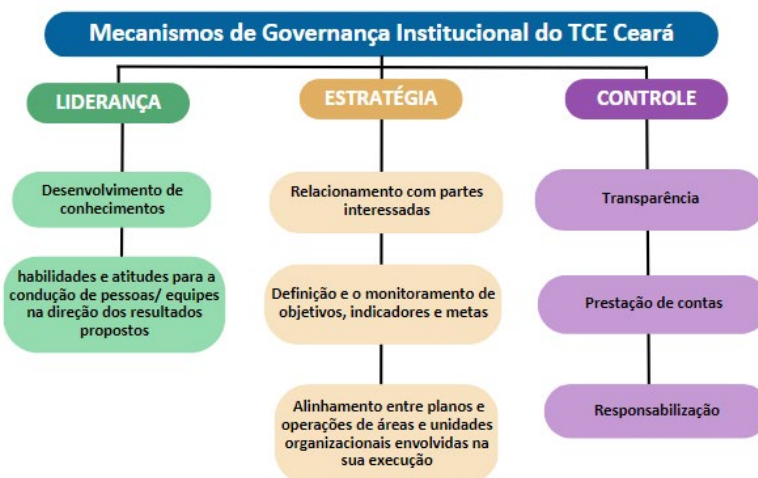 Mecanismos de Governança Institucional do TCE Ceará
LIDERANÇA
Desenvolvimento de
conhecimentos
habilidades e atitudes para a
condução de pessoas/ equipes
na direção dos resultados
propostos
ESTRATÉGIA
Relacionamento com partes
interessadas
Definição e o monitoramento de
objetivos, indicadores e metas
Alinhamento entre planos e
operações de áreas e unidades
organizacionais envolvidas na
sua execução
CONTROLE
Transparência
Prestação de contas
Responsabilização